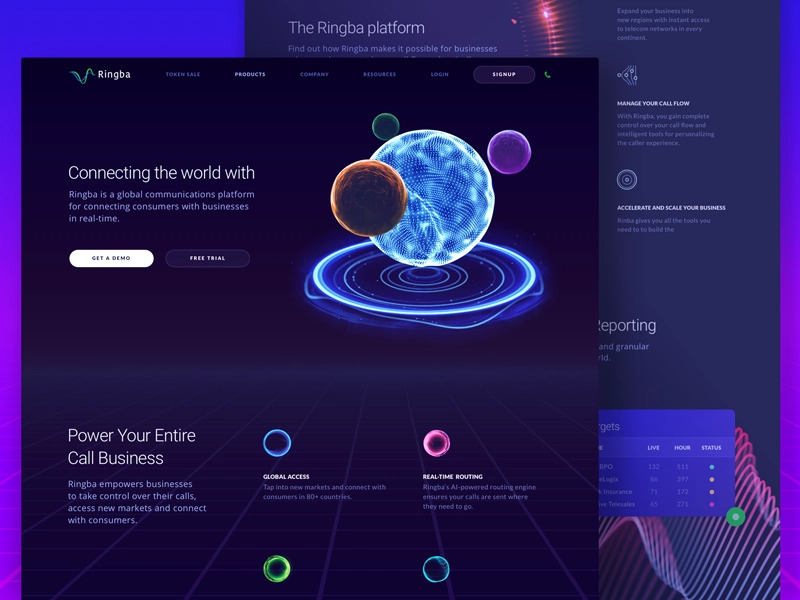 The Ringba platform
Find out how Ringba makes it possible for businesses
Expand your business into
new regions with instant access
to telecom networks in every
continent.
MANAGE YOUR CALL FLOW
With Ringba, you gain complete
control over your call flow and
intelligent tools for personalizing
the caller experience.
ACCELERATE AND SCALE YOUR BUSINESS
Rinba gives you all the tools you
need to to build the
Ringba
TOKEN SALE
PRODUCTS
COMPANY
RESOURCES
LOGIN
SIGNUP
Connecting the world with
Ringba is a global communications platform
for connecting consumers with businesses
in real-time.
GET A DEMO
FREE TRIAL
Power Your Entire
Call Business
Ringba empowers businesses
to take control over their calls,
access new markets and connect
with consumers.
GLOBAL ACCESS
Tap into new markets and connect with
consumers in 80+ countries.
REAL-TIME ROUTING
Ringba's AI-powered routing engine
ensures your calls are sent where
they need to go.
Reporting
and granular
rld.
rgets
LIVE HOUR STATUS
BPO 132 511
eLogix 86 397
k Insurance 71 172
ive Telesales 65 271